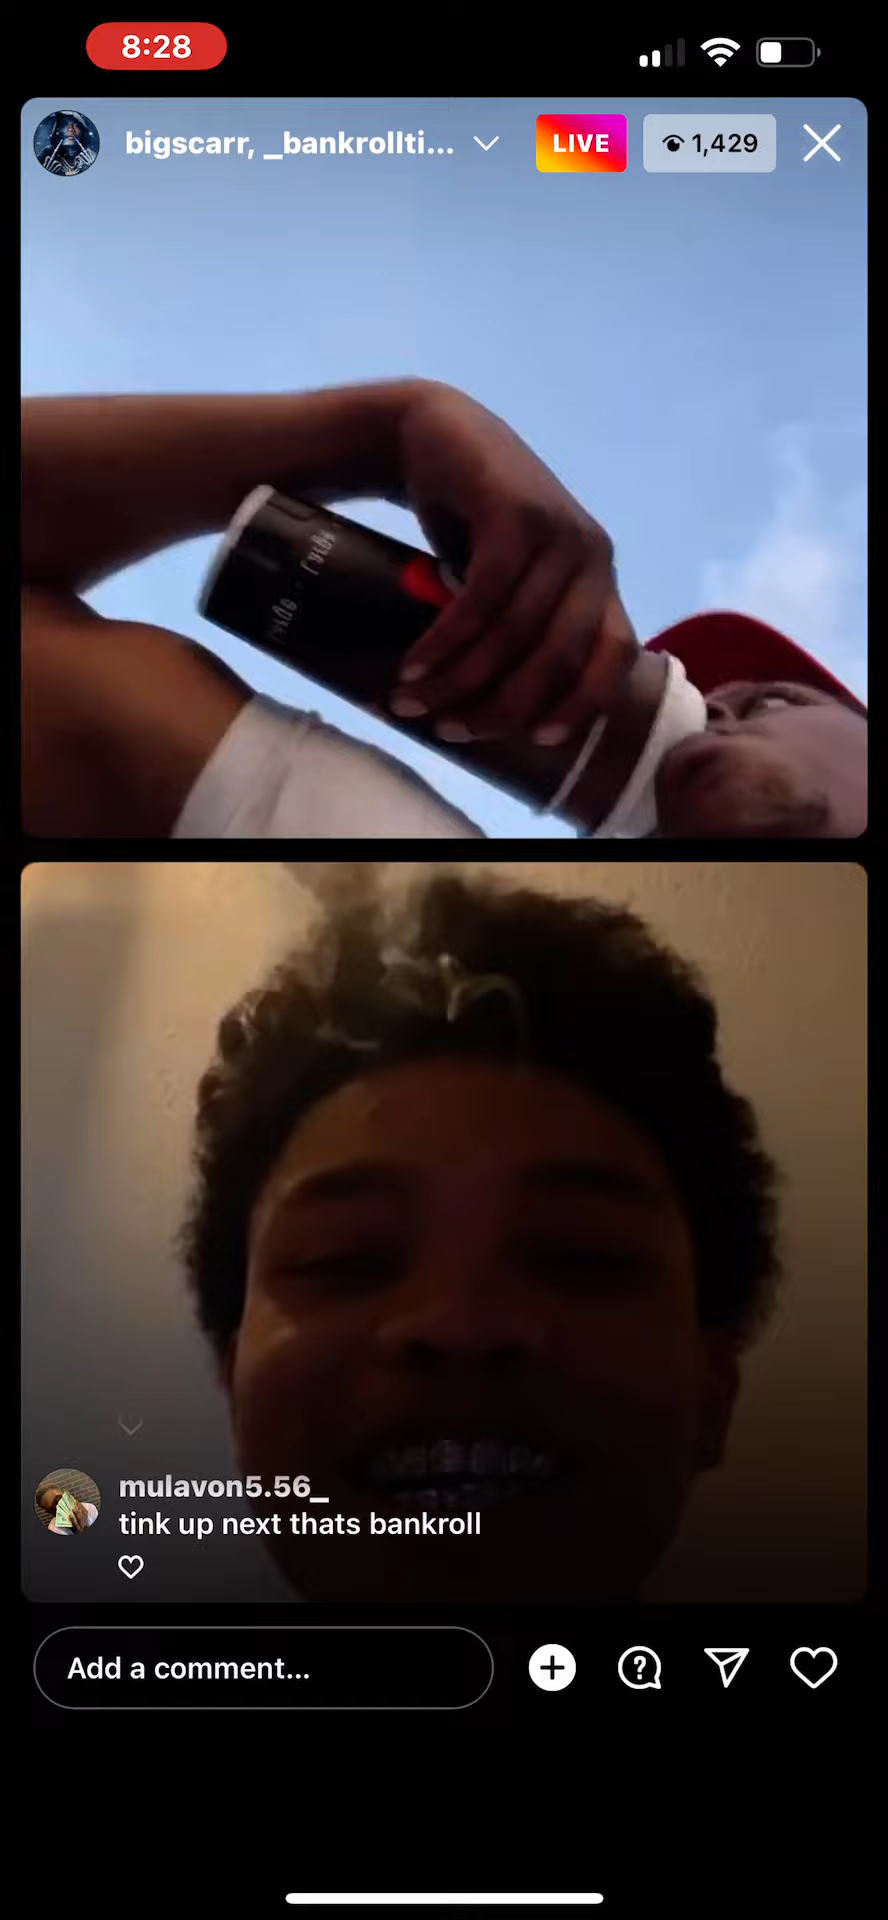 8:28
bigscarr, _bankrollti...
LIVE
1,429
mulavon5.56_
tink up next thats bankroll
Add a comment...